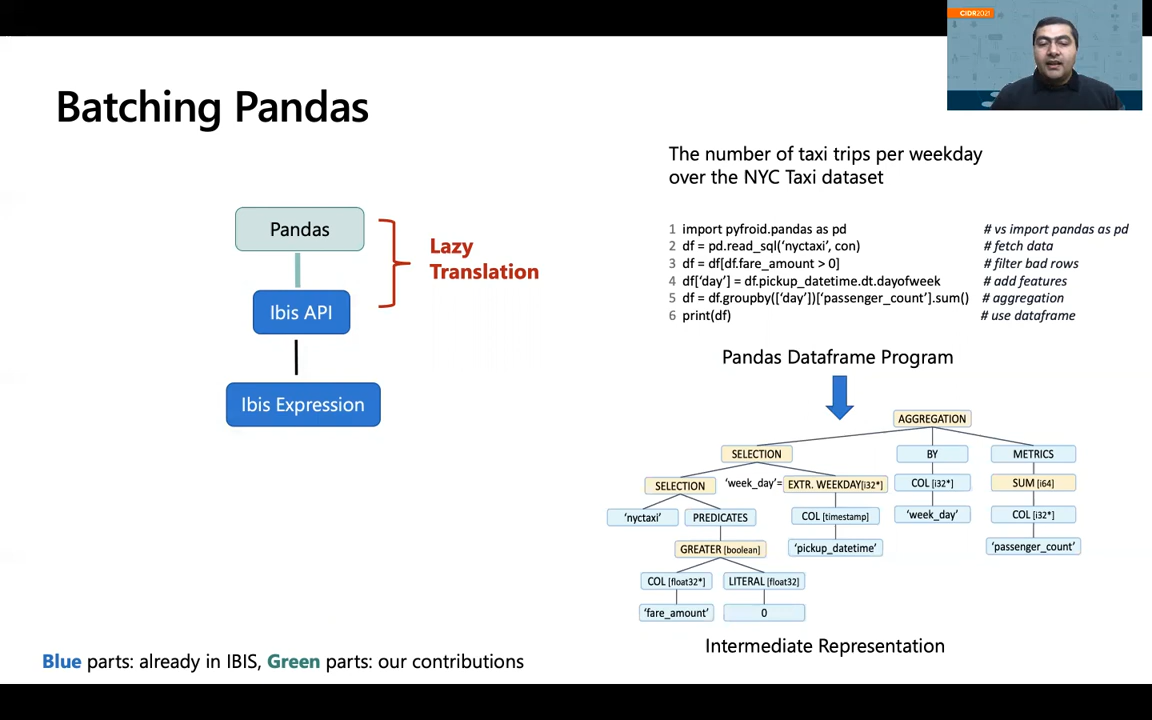 CIDR2021
Batching Pandas
Pandas
Lazy
Translation
Ibis API
Ibis Expression
Blue parts: already in IBIS, Green parts: our contributions
The number of taxi trips per weekday
over the NYC Taxi dataset
1 import pyfroid.pandas as pd # vs import pandas as pd
2 df = pd.read_sql(‘nyctaxi’, con) # fetch data
3 df = df[df.fare_amount > 0] # filter bad rows
4 df[‘day’] = df.pickup_datetime.dt.dayofweek # add features
5 df = df.groupby([‘day’])[‘passenger_count’].sum() # aggregation
6 print(df) # use dataframe
Pandas Dataframe Program
AGGREGATION
SELECTION BY METRICS
SELECTION ‘week_day’= EXTR. WEEKDAY[i32*] COL [i32*] SUM [i64]
‘nyctaxi’ PREDICATES COL [timestamp] ‘week_day’ COL [i32*]
GREATER [boolean] ‘pickup_datetime’ ‘passenger_count’
COL [float32*] LITERAL [float32]
‘fare_amount’ 0
Intermediate Representation